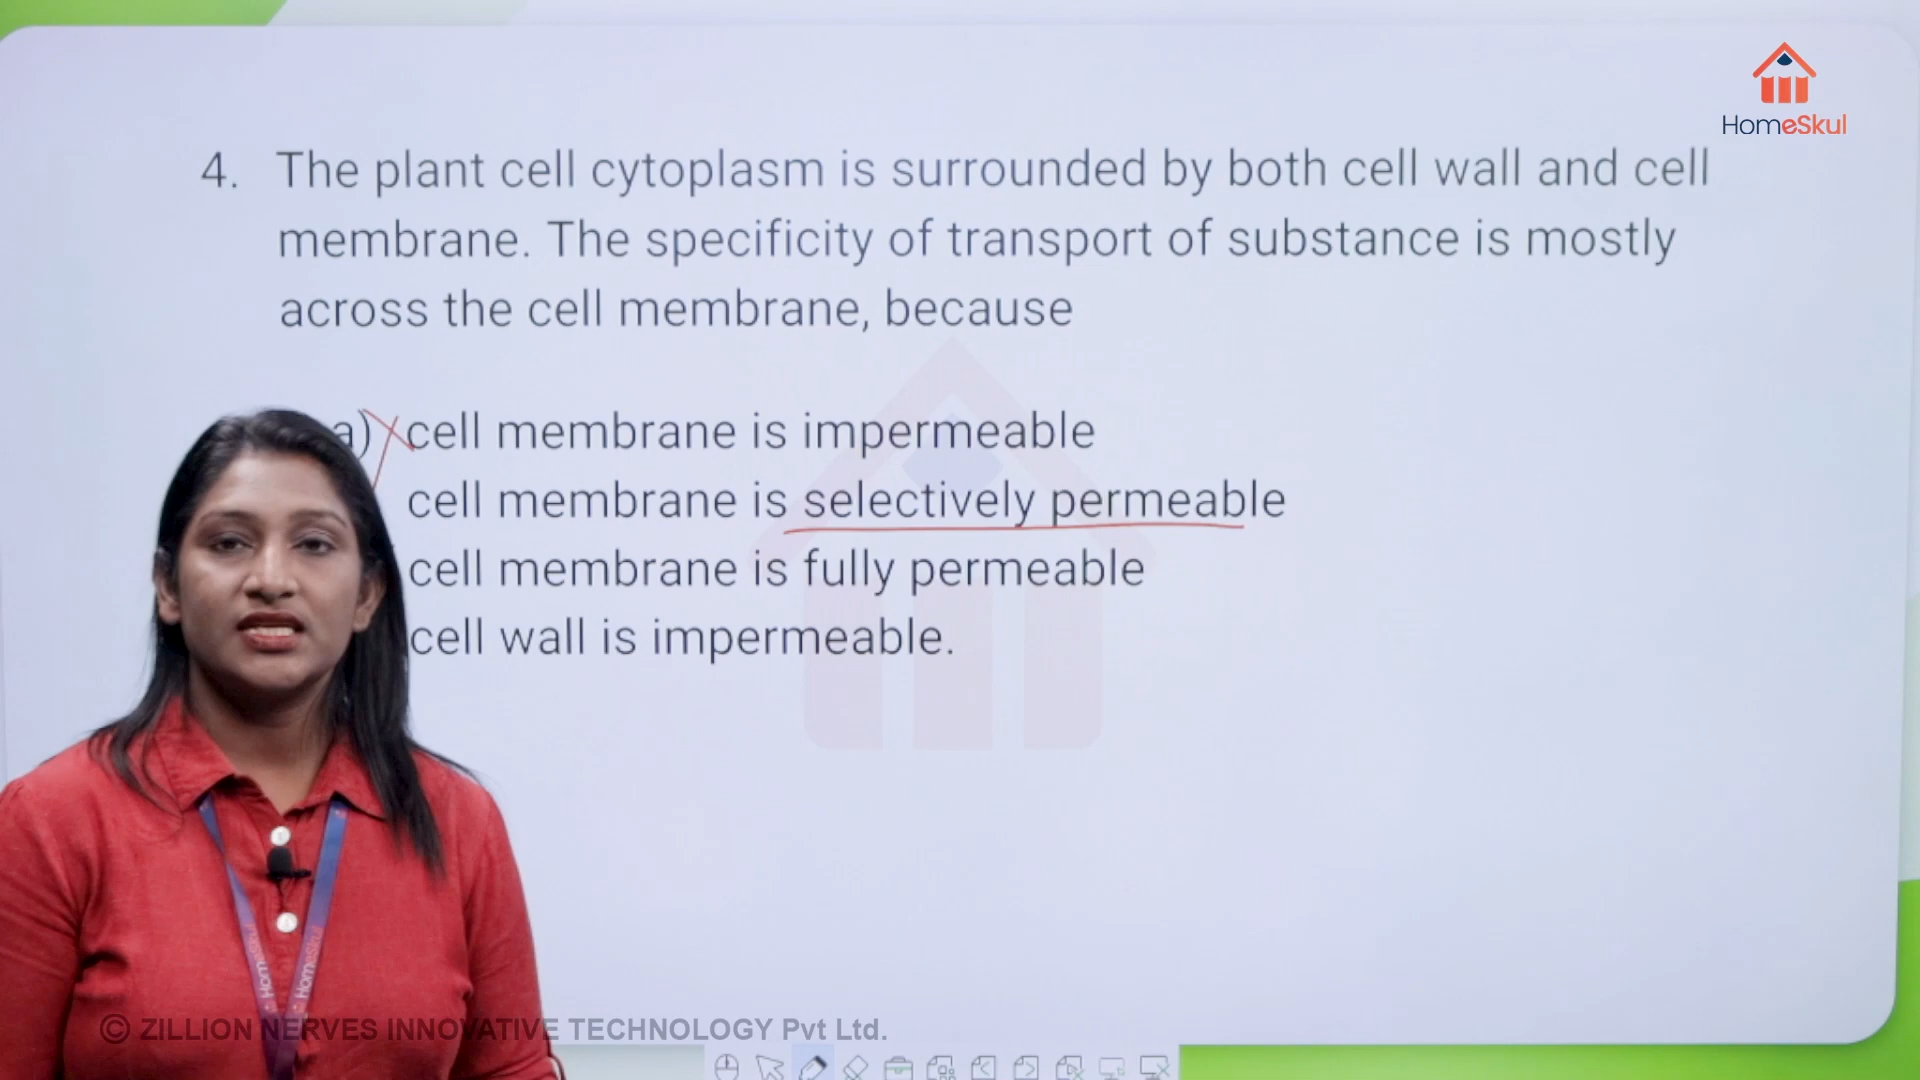 HomeSkul
4. The plant cell cytoplasm is surrounded by both cell wall and cell
membrane. The specificity of transport of substance is mostly
across the cell membrane, because
a) cell membrane is impermeable
cell membrane is selectively permeable
cell membrane is fully permeable
cell wall is impermeable.
HomeSkul
HomeSkul
© ZILLION NERVES INNOVATIVE TECHNOLOGY Pvt Ltd.